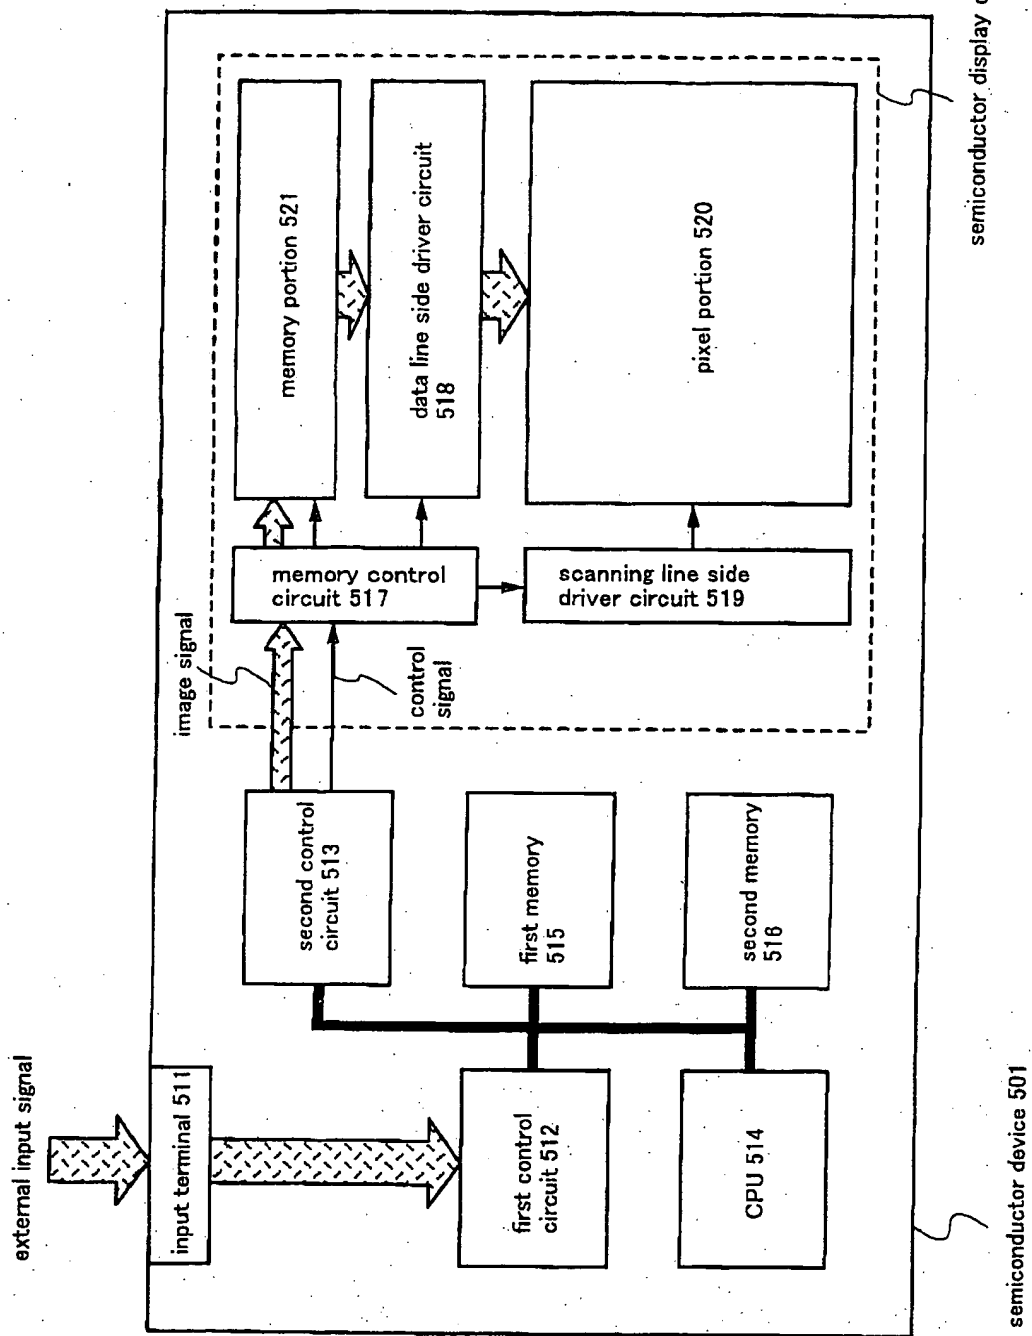 external input signal
input terminal 511
first control
circuit 512
CPU 514
second control
circuit 513
first memory
515
second memory
516
image signal
control
signal
memory control
circuit 517
scanning line side
driver circuit 519
memory portion 521
data line side driver circuit
518
pixel portion 520
semiconductor device 501
semiconductor display